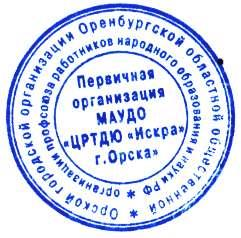 Орской городской организации Оренбургской областной общественной
организации профсоюза работников народного образования и науки РФ
Первичная
организация
МАУДО
«ЦРТДЮ «Искра»
г.Орска»